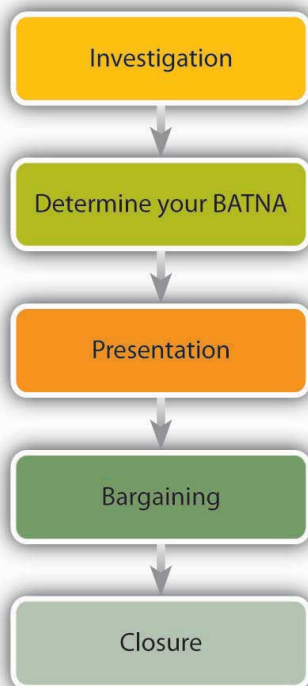 Investigation
Determine your BATNA
Presentation
Bargaining
Closure